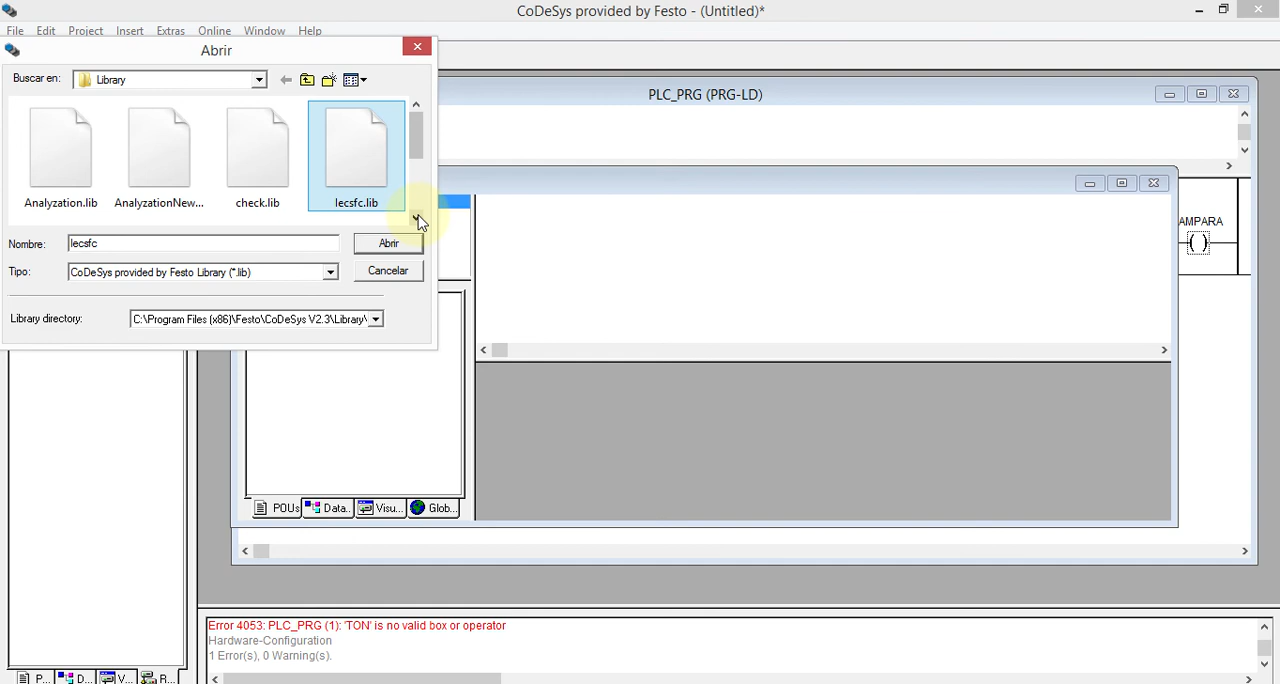 CoDeSys provided by Festo - (Untitled)*
File Edit Project Insert Extras Online Window Help
Abrir
Buscar en: Library
Analyzation.lib AnalyzationNew... check.lib Iecsfc.lib
Nombre: Iecsfc Abrir
Tipo: CoDeSys provided by Festo Library (*.lib) Cancelar
Library directory: C:\Program Files (x86)\Festo\CoDeSys V2.3\Library\
PLC_PRG (PRG-LD)
AMPARA
( )
POUs Data.. Visu... Glob...
P... D... V... R...
Error 4053: PLC_PRG (1): 'TON' is no valid box or operator
Hardware-Configuration
1 Error(s), 0 Warning(s).